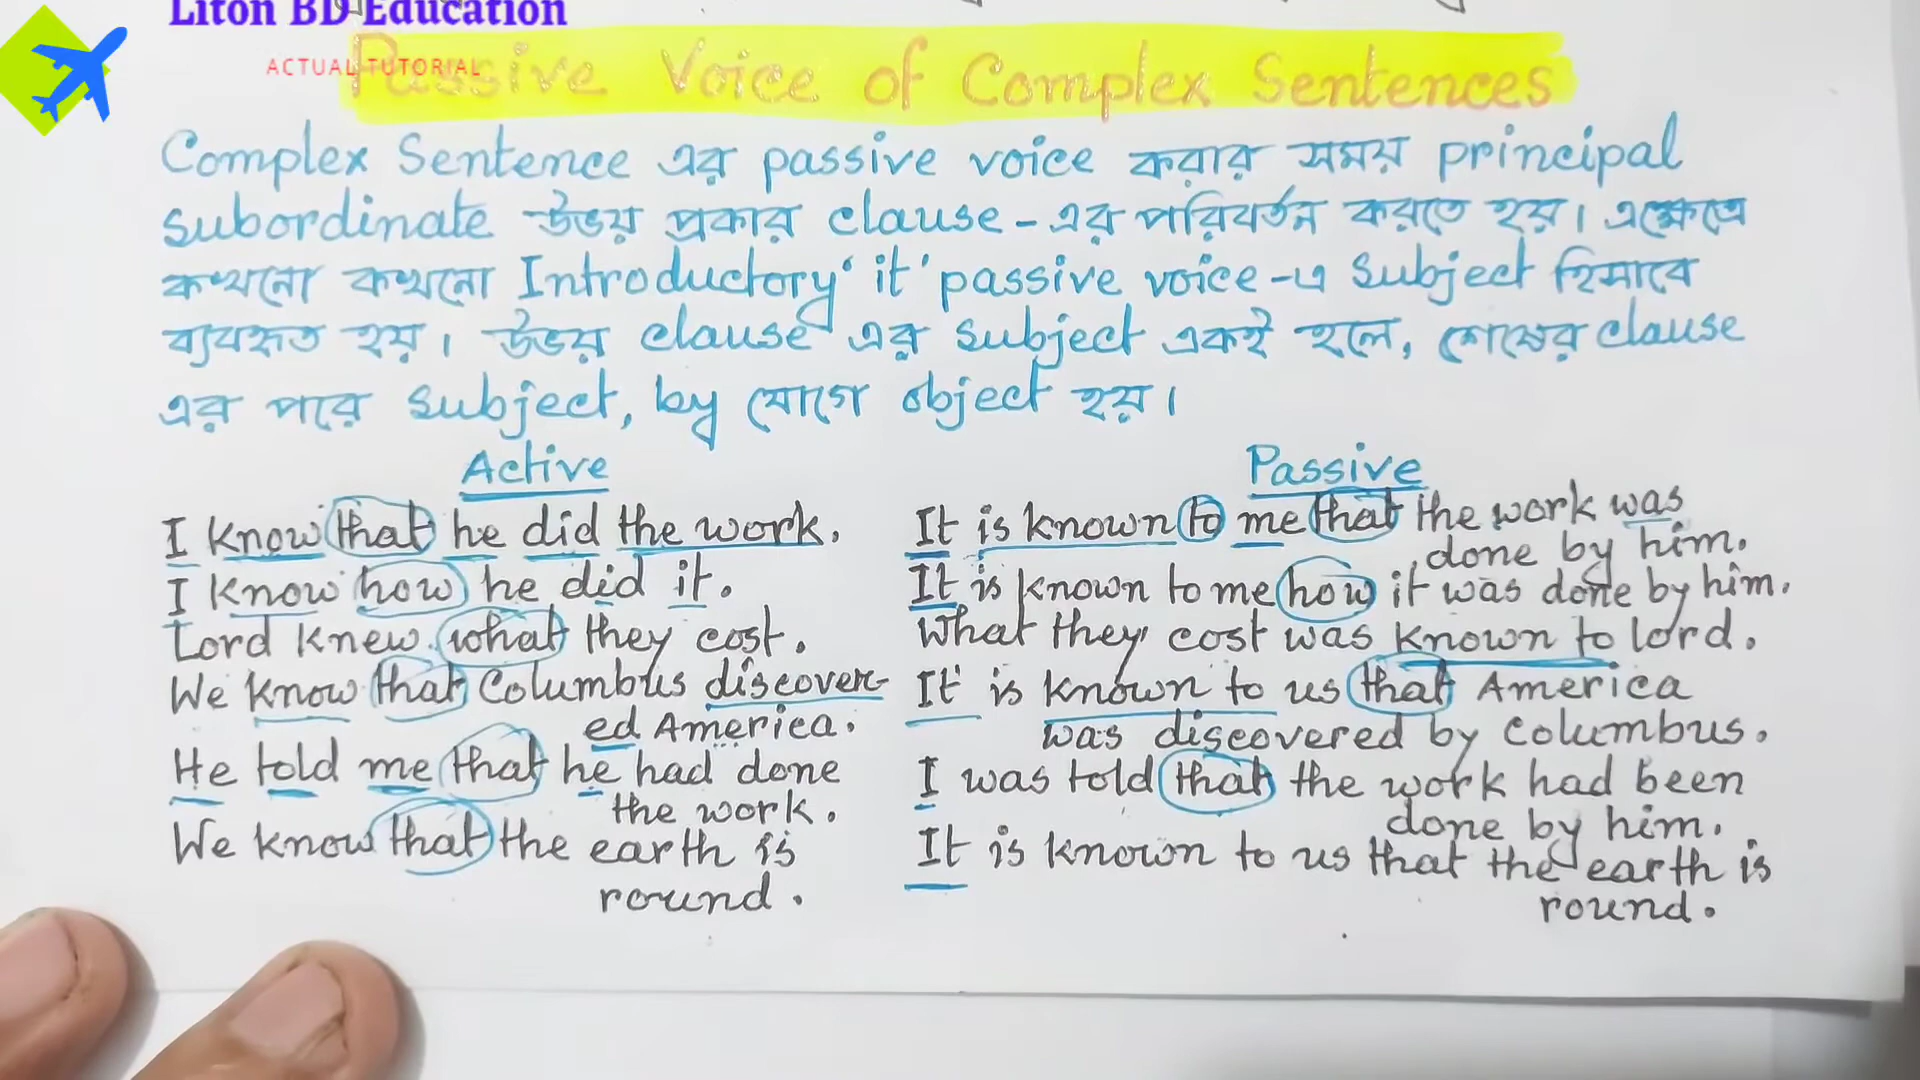 Liton BD Education
ACTUAL TUTORIAL
Passive Voice of Complex Sentences
Complex Sentence এর passive voice করার সময় principal
subordinate উভয় প্রকার clause-এর পরিবর্তন করতে হয়। এক্ষেত্রে
কখনো কখনো Introductory 'it' passive voice-এ subject হিসাবে
ব্যবহৃত হয়। উভয় clause এর subject একই হলে, শেষের clause
এর পরে subject, by যোগে object হয়।
Active
Passive
I know that he did the work.
It is known to me that the work was
done by him.
I know how he did it.
It is known to me how it was done by him.
Lord knew what they cost.
What they cost was known to lord.
We know that Columbus discover-
ed America.
It is known to us that America
was discovered by Columbus.
He told me that he had done
the work.
I was told that the work had been
done by him.
We know that the earth is
round.
It is known to us that the earth is
round.